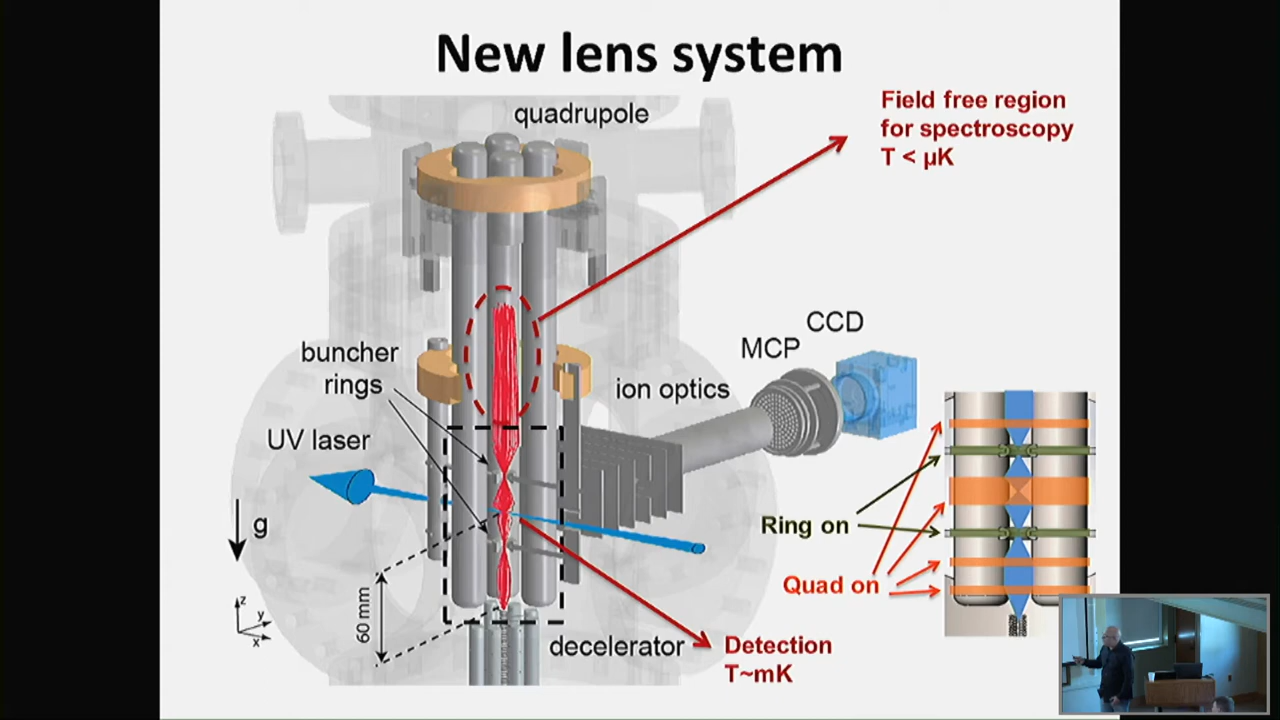 New lens system
quadrupole
Field free region
for spectroscopy
T < µK
CCD
MCP
buncher
rings
ion optics
UV laser
g
Ring on
Quad on
60 mm
z
y
x
decelerator
Detection
T~mK